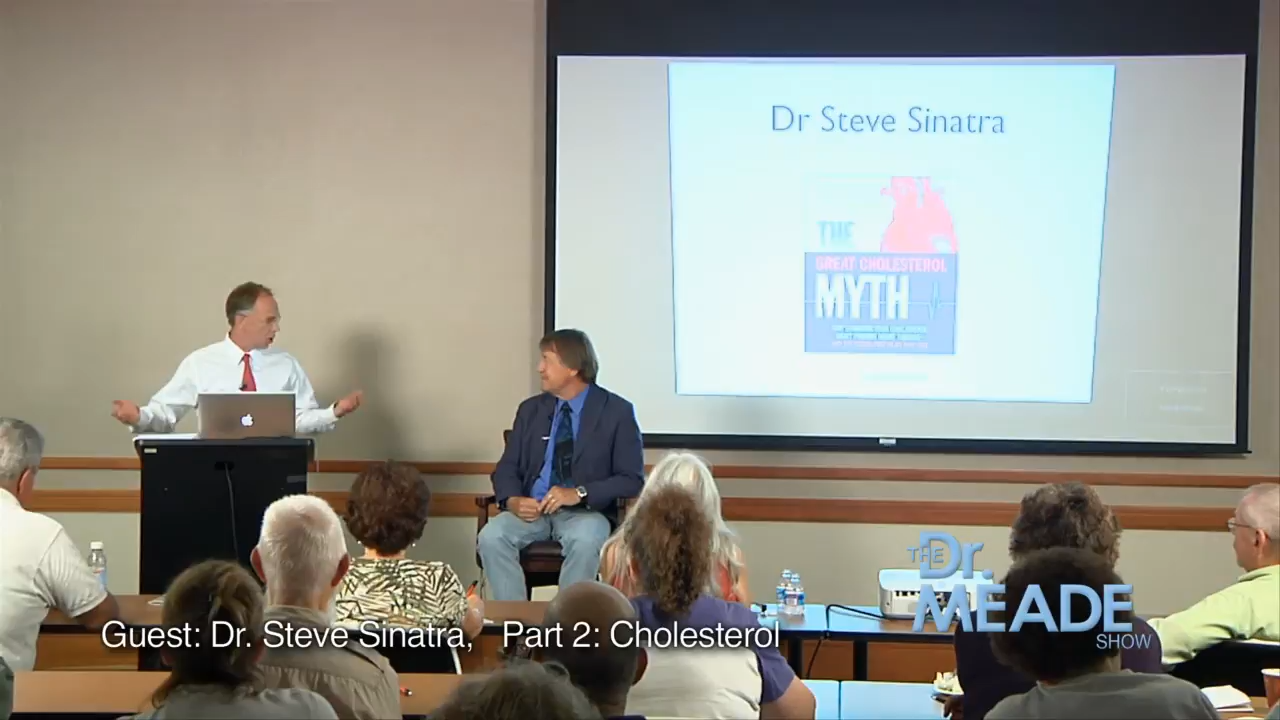 Dr Steve Sinatra
THE
GREAT CHOLESTEROL
MYTH
THE Dr.
MEADE
SHOW
Guest: Dr. Steve Sinatra, Part 2: Cholesterol